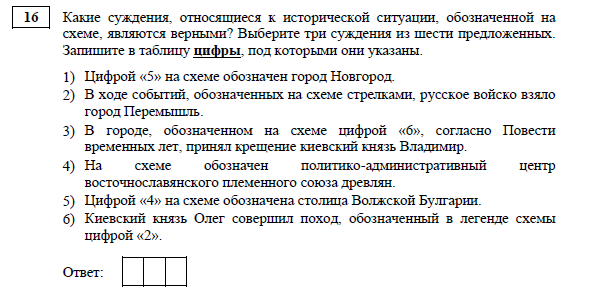 16
Какие суждения, относящиеся к исторической ситуации, обозначенной на
схеме, являются верными? Выберите три суждения из шести предложенных.
Запишите в таблицу цифры, под которыми они указаны.
1) Цифрой «5» на схеме обозначен город Новгород.
2) В ходе событий, обозначенных на схеме стрелками, русское войско взяло
город Перемышль.
3) В городе, обозначенном на схеме цифрой «6», согласно Повести
временных лет, принял крещение киевский князь Владимир.
4) На схеме обозначен политико-административный центр
восточнославянского племенного союза древлян.
5) Цифрой «4» на схеме обозначена столица Волжской Булгарии.
6) Киевский князь Олег совершил поход, обозначенный в легенде схемы
цифрой «2».
Ответ: